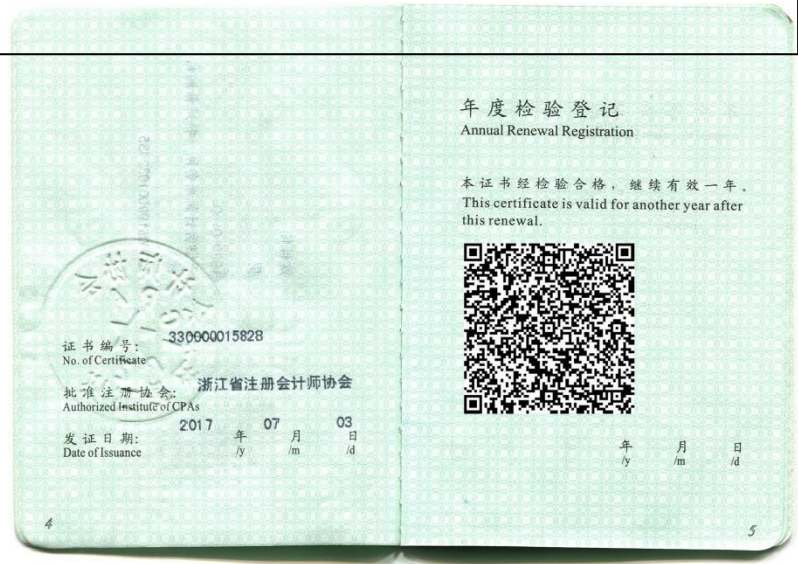 证书编号: 330000015828
No. of Certificate
批准注册协会: 浙江省注册会计师协会
Authorized Institute of CPAs
发证日期: 2017 年 07 月 03 日
Date of Issuance /y /m /d
4
年度检验登记
Annual Renewal Registration
本证书经检验合格，继续有效一年。
This certificate is valid for another year after
this renewal.
年 月 日
/y /m /d
5